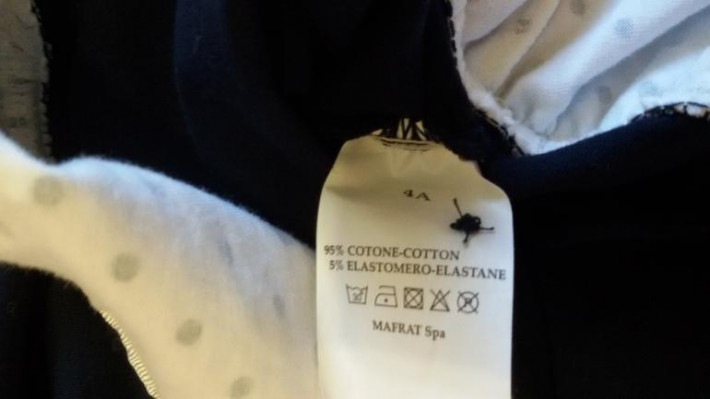 4A
95% COTONE-COTTON
5% ELASTOMERO-ELASTANE
MAFRAT Spa